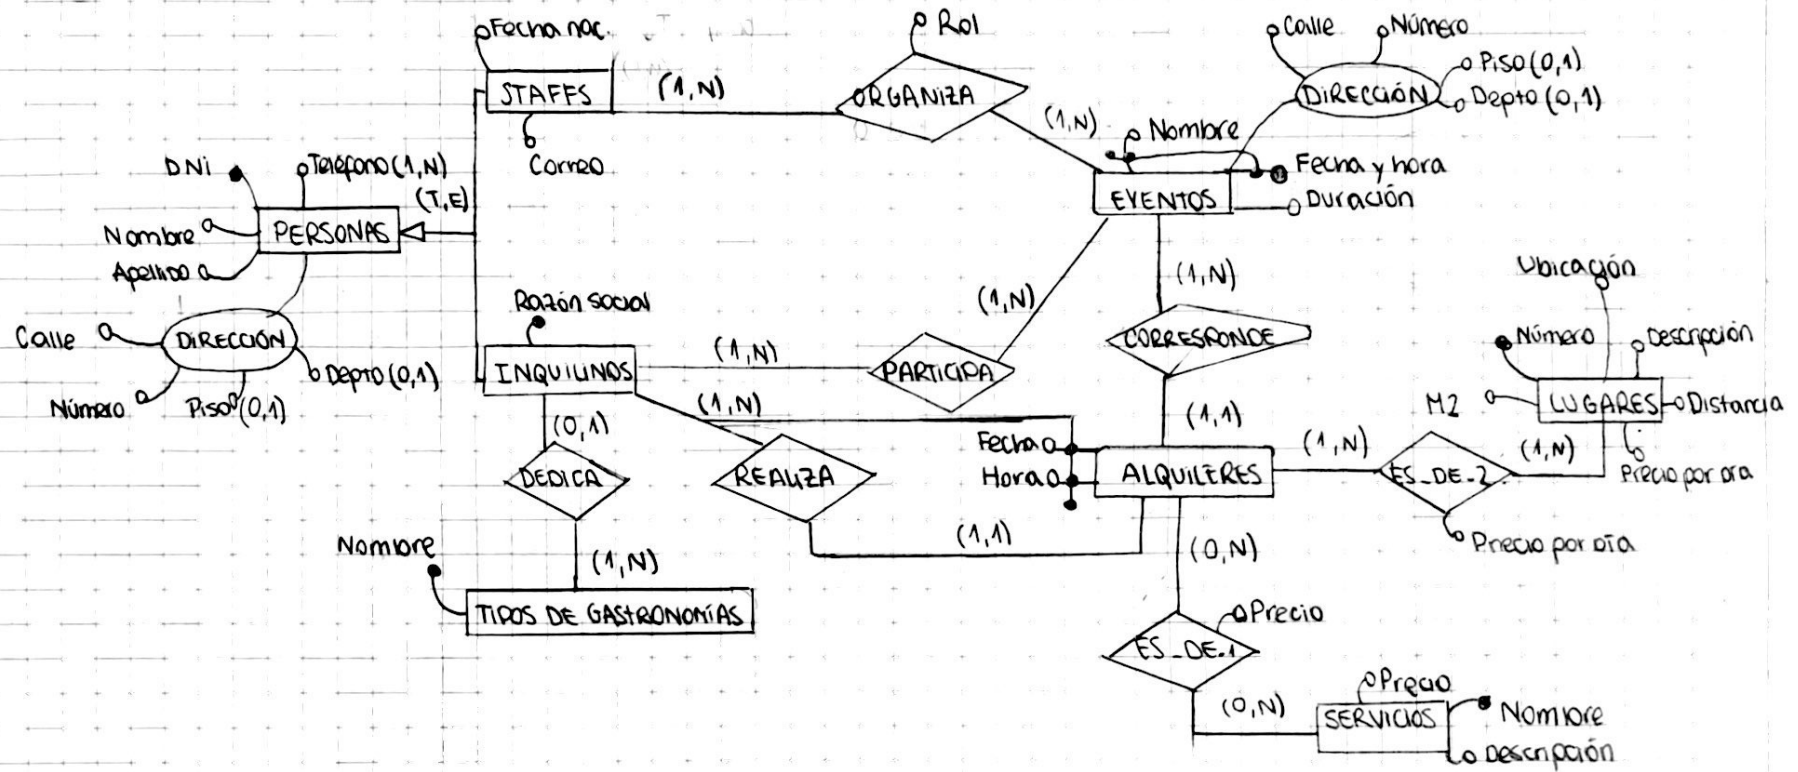 Fecha nac.
Rol
Calle
Número
Piso (0,1)
DIRECCIÓN
Depto (0,1)
STAFFS
(1,N)
ORGANIZA
(1,N)
Nombre
Correo
Fecha y hora
EVENTOS
Duración
DNI
Teléfono (1,N)
(T,E)
Nombre
PERSONAS
Apellido
(1,N)
Ubicación
Razón social
(1,N)
Calle
DIRECCIÓN
Depto (0,1)
Número
Piso (0,1)
INQUILINOS
(1,N)
PARTICIPA
CORRESPONDE
Número
Descripción
M2
LUGARES
Distancia
(1,N)
(0,1)
(1,1)
Fecha
(1,N)
(1,N)
DEDICA
REALIZA
Hora
ALQUILERES
ES_DE_2
Precio por día
Nombre
(1,N)
(1,1)
(0,N)
Precio por día
TIPOS DE GASTRONOMÍAS
Precio
ES_DE_1
(0,N)
Precio
SERVICIOS
Nombre
Descripción